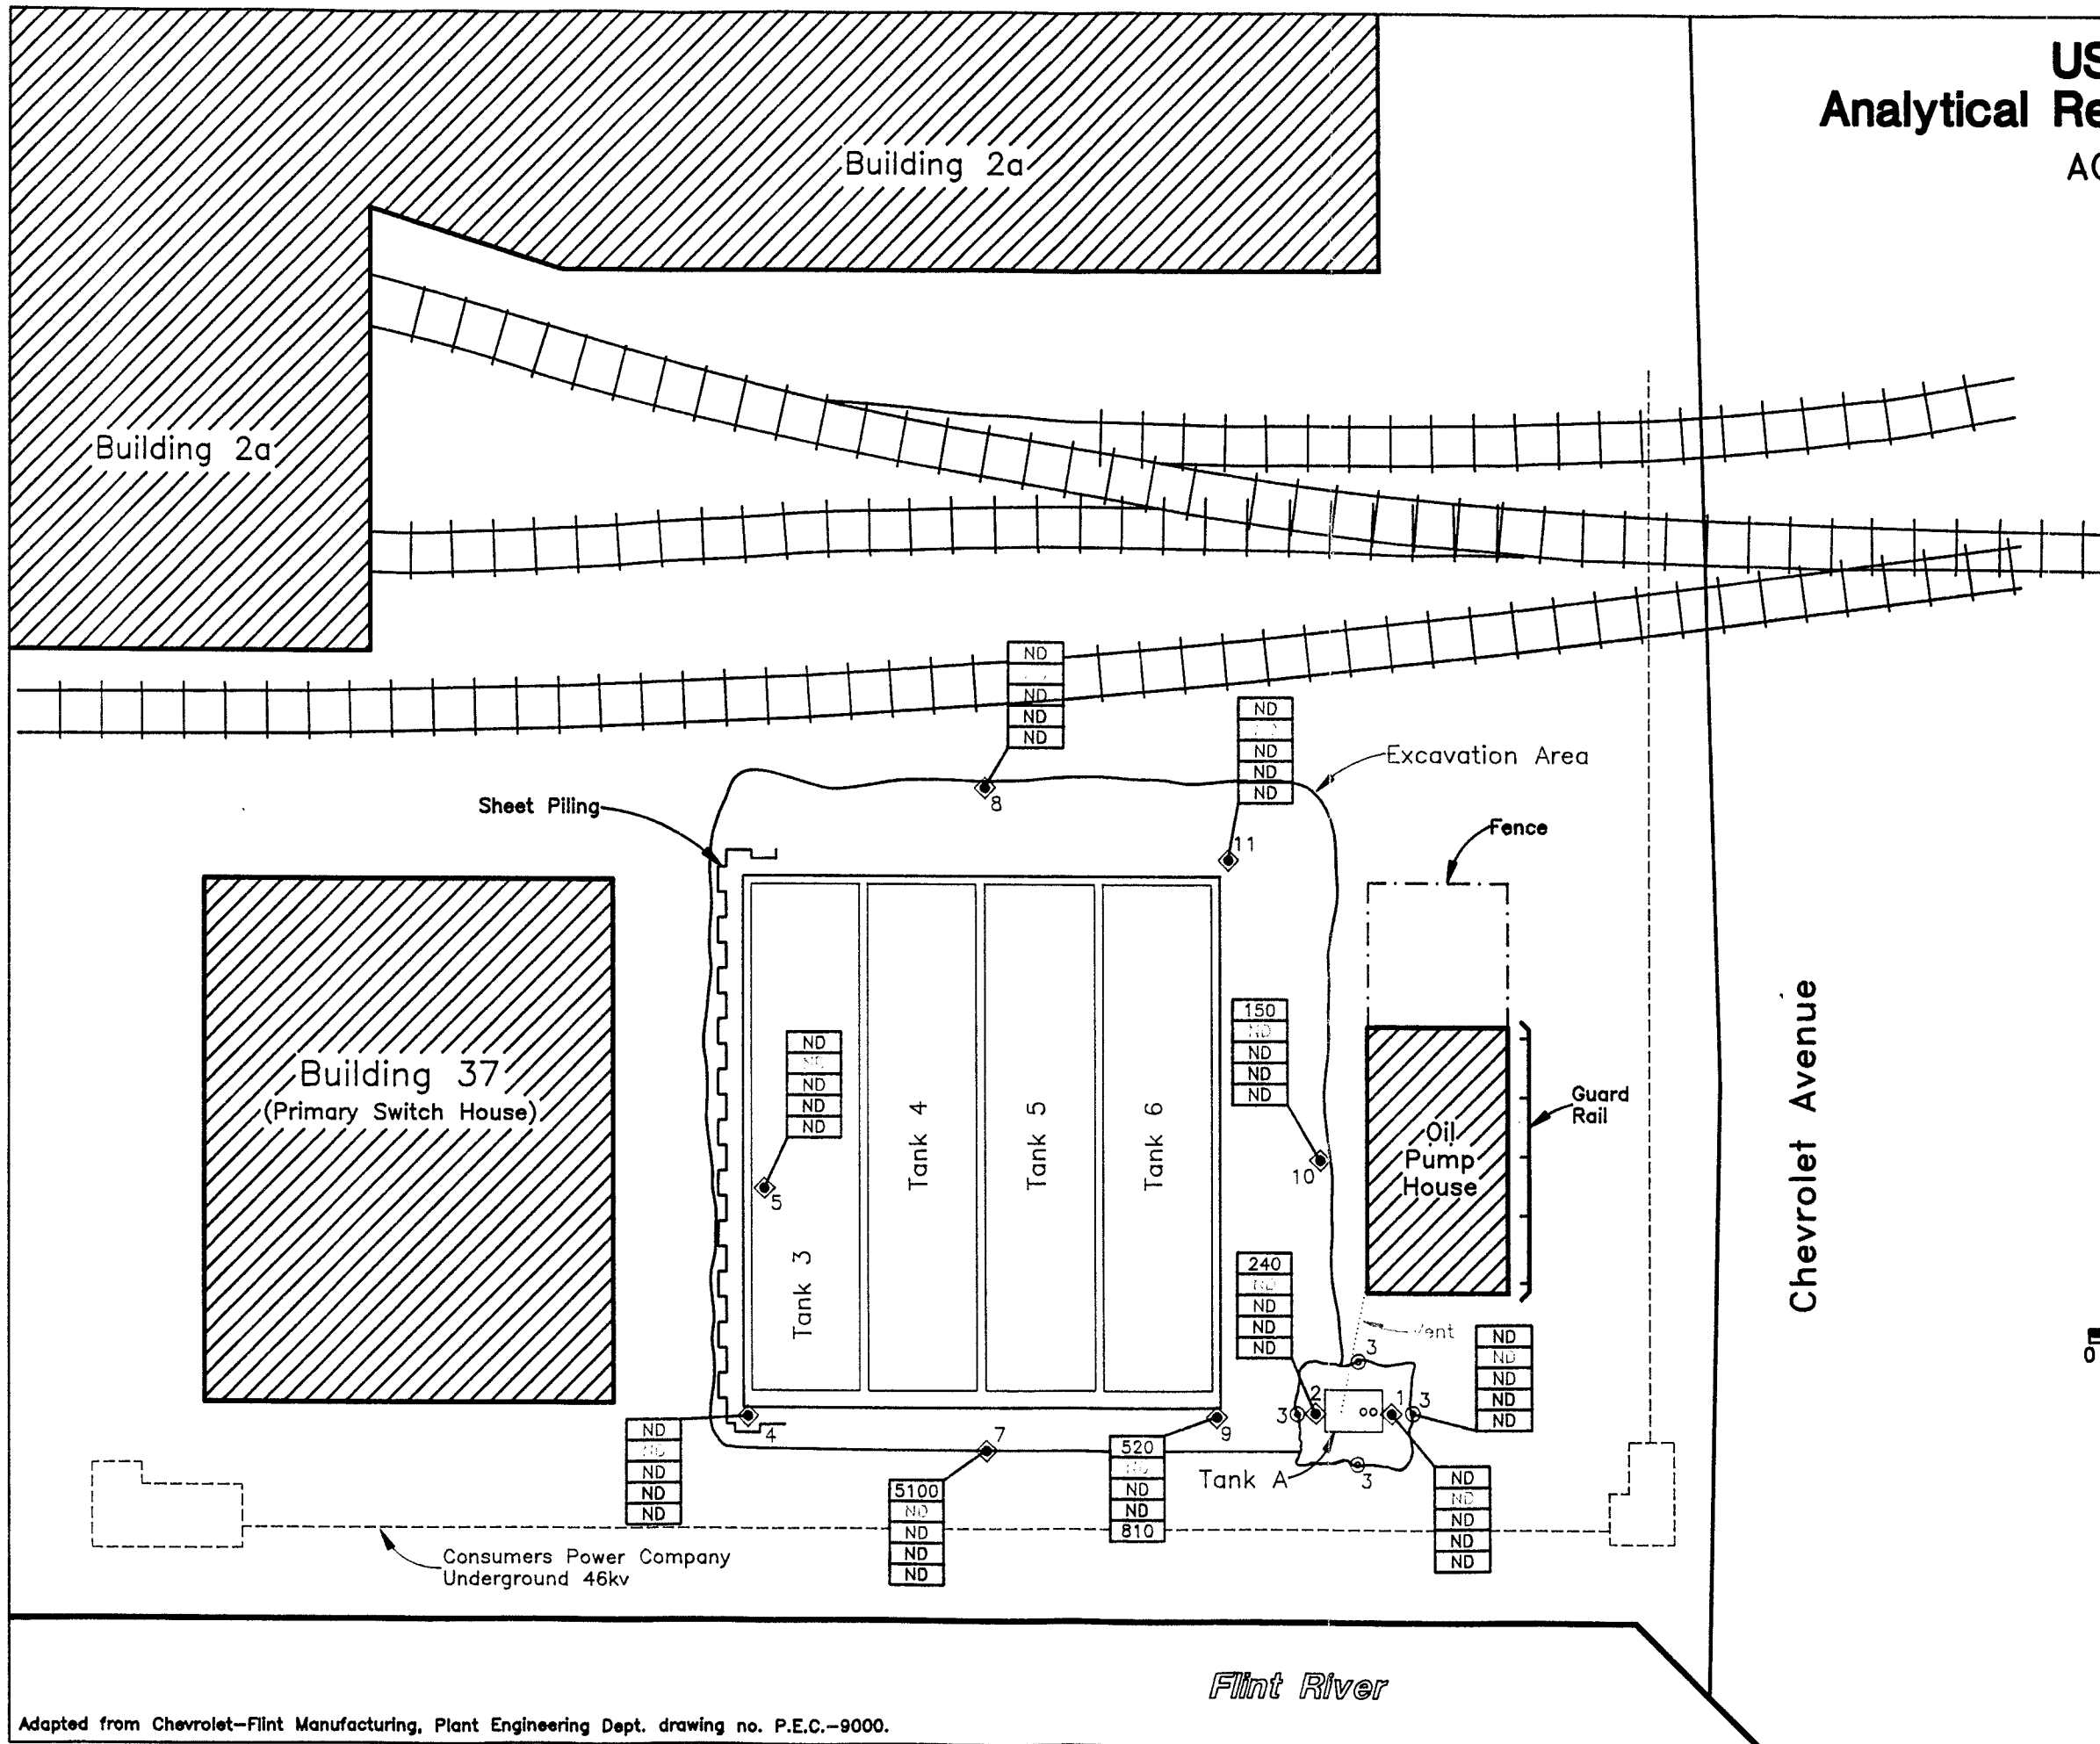 US
Analytical Re
AC
Building 2a
Building 2a
ND
ND
ND
ND
ND
ND
ND
ND
Excavation Area
Sheet Piling
8
Fence
11
Chevrolet Avenue
150
ND
ND
ND
ND
ND
ND
ND
ND
ND
Building 37
(Primary Switch House)
Tank 4
Tank 5
Tank 6
Guard
Rail
Oil
Pump
House
10
5
Tank 3
240
ND
ND
ND
ND
Vent
3
ND
ND
ND
ND
ND
2
1
3
3
4
7
9
3
Tank A
ND
ND
ND
ND
ND
520
ND
ND
ND
810
5100
ND
ND
ND
ND
ND
ND
ND
ND
ND
Consumers Power Company
Underground 46kv
Flint River
Adapted from Chevrolet-Flint Manufacturing, Plant Engineering Dept. drawing no. P.E.C.-9000.